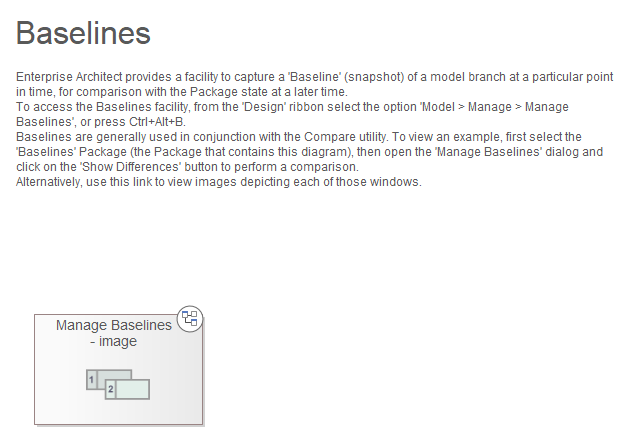 Baselines
Enterprise Architect provides a facility to capture a 'Baseline' (snapshot) of a model branch at a particular point
in time, for comparison with the Package state at a later time.
To access the Baselines facility, from the 'Design' ribbon select the option 'Model > Manage > Manage
Baselines', or press Ctrl+Alt+B.
Baselines are generally used in conjunction with the Compare utility. To view an example, first select the
'Baselines' Package (the Package that contains this diagram), then open the 'Manage Baselines' dialog and
click on the 'Show Differences' button to perform a comparison.
Alternatively, use this link to view images depicting each of those windows.
Manage Baselines
- image
1
2